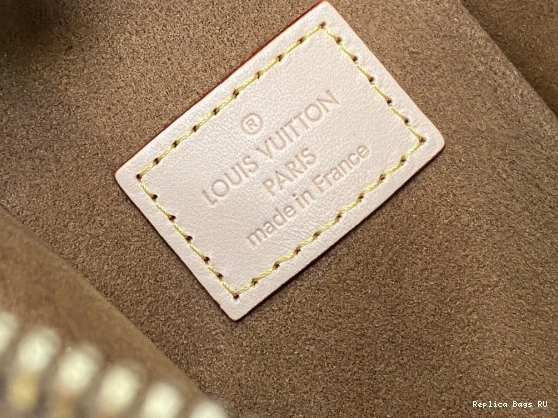 ®
LOUIS VUITTON
PARIS
made in France
Replica Bags RU